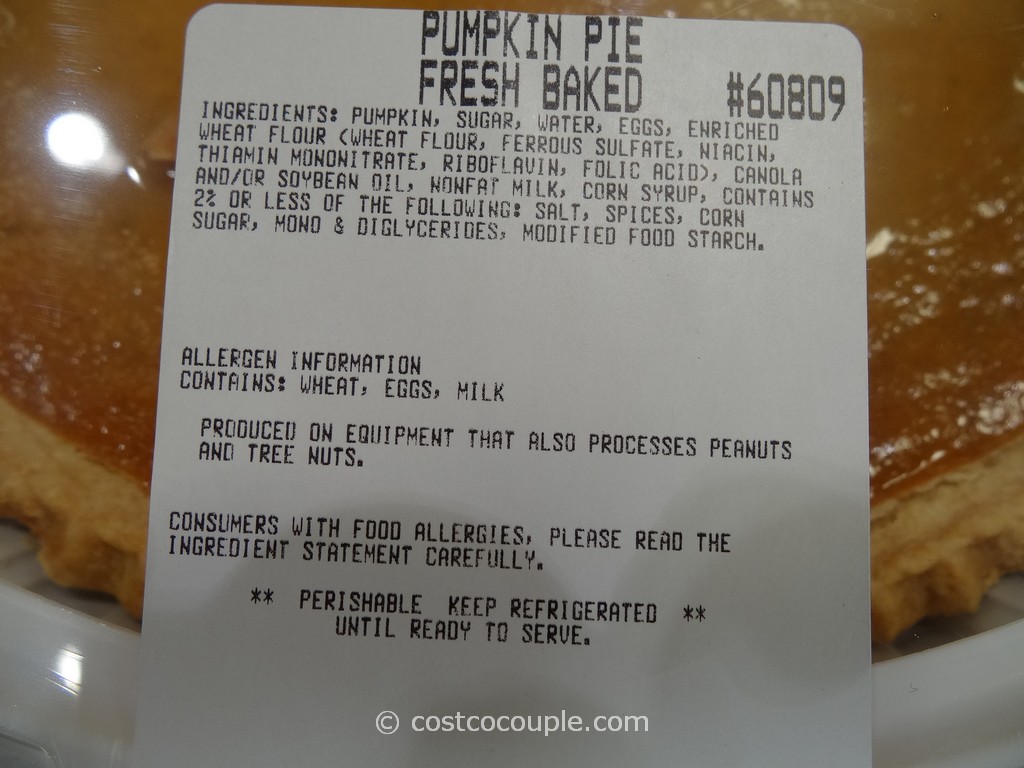 PUMPKIN PIE
FRESH BAKED
#60809
INGREDIENTS: PUMPKIN, SUGAR, WATER, EGGS, ENRICHED
WHEAT FLOUR (WHEAT FLOUR, FERROUS SULFATE, NIACIN,
THIAMIN MONONITRATE, RIBOFLAVIN, FOLIC ACID), CANOLA
AND/OR SOYBEAN OIL, NONFAT MILK, CORN SYRUP, CONTAINS
2% OR LESS OF THE FOLLOWING: SALT, SPICES, CORN
SUGAR, MONO & DIGLYCERIDES, MODIFIED FOOD STARCH.
ALLERGEN INFORMATION
CONTAINS: WHEAT, EGGS, MILK
PRODUCED ON EQUIPMENT THAT ALSO PROCESSES PEANUTS
AND TREE NUTS.
CONSUMERS WITH FOOD ALLERGIES, PLEASE READ THE
INGREDIENT STATEMENT CAREFULLY.
** PERISHABLE KEEP REFRIGERATED **
UNTIL READY TO SERVE.
© costcocouple.com